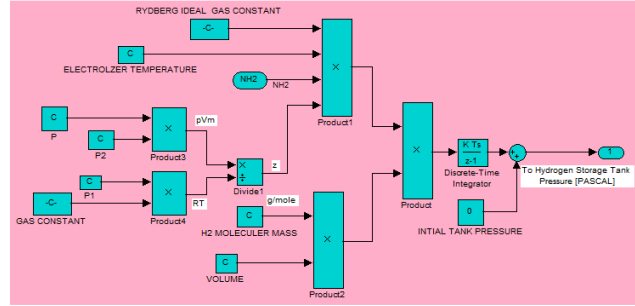 RYDBERG IDEAL GAS CONSTANT
-C-
C
ELECTROLZER TEMPERATURE
NH2
NH2
×
Product1
C
P
pVm
C
P2
×
Product3
C
P1
×
Product4
-C-
GAS CONSTANT
RT
×
÷
Divide1
z
g/mole
C
H2 MOLECULER MASS
C
VOLUME
×
Product2
×
Product
K Ts
z-1
Discrete-Time
Integrator
0
INTIAL TANK PRESSURE
+
+
1
To Hydrogen Storage Tank
Pressure [PASCAL]